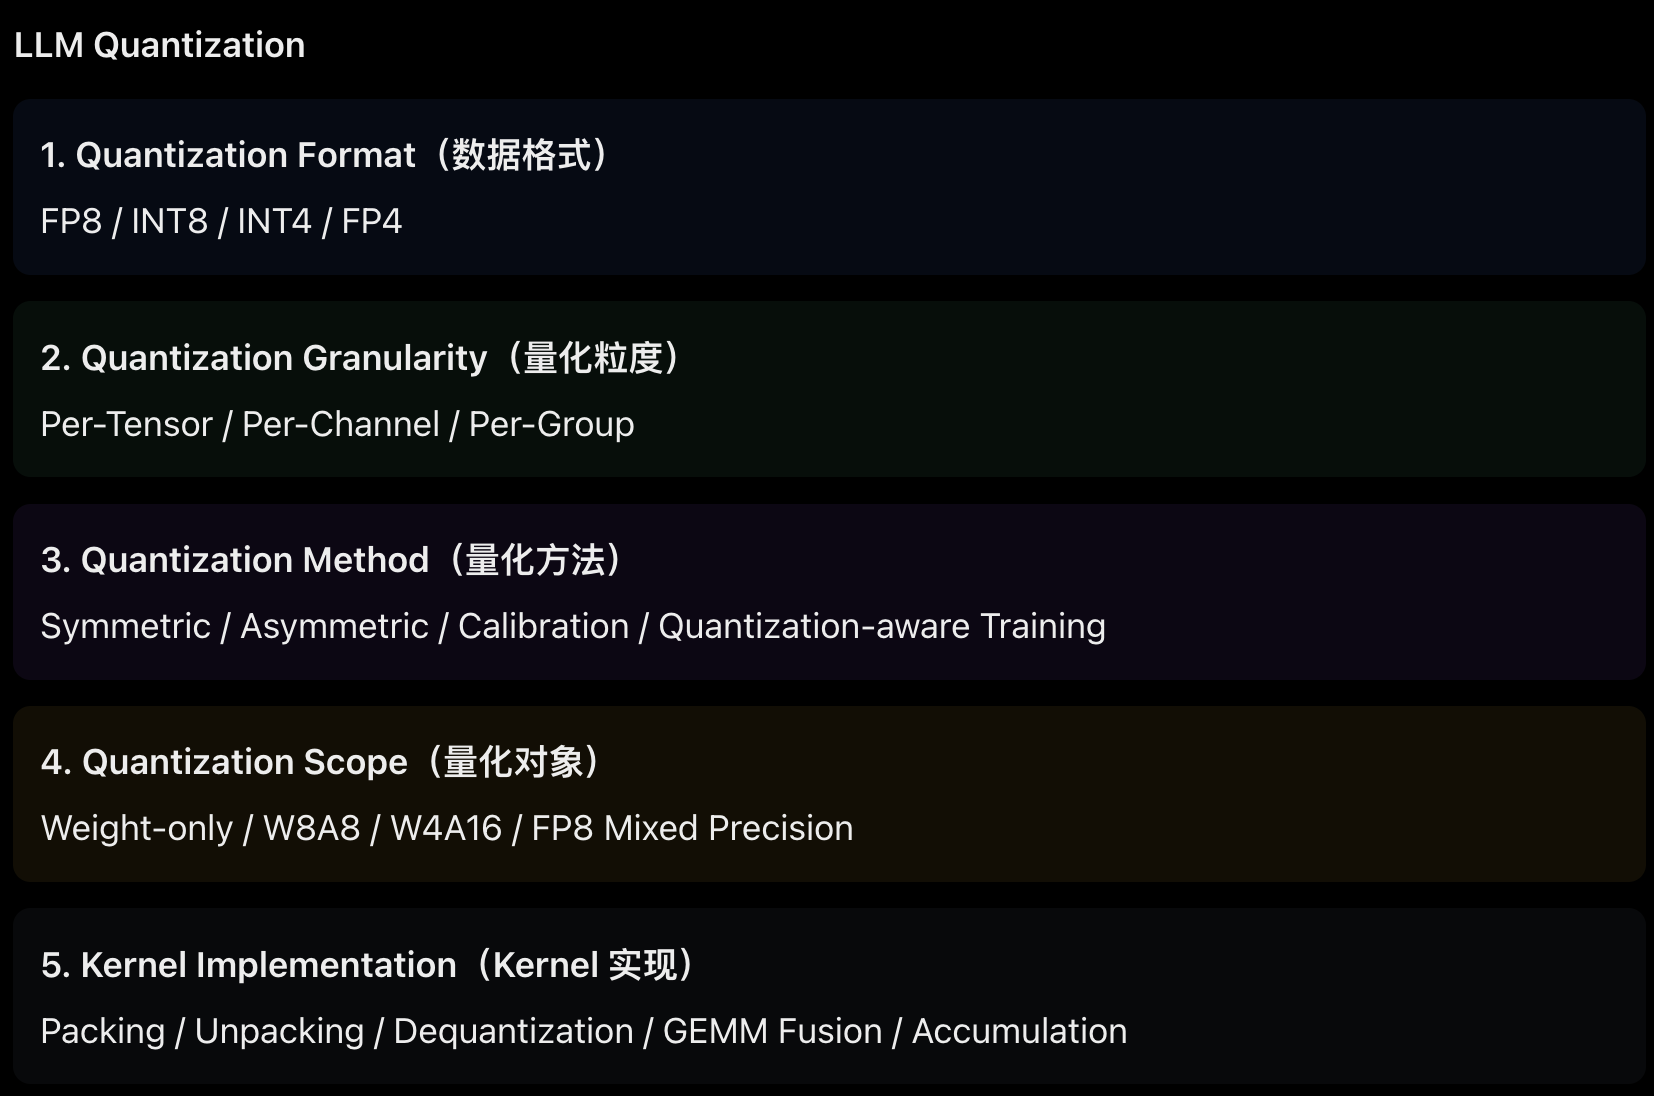 LLM Quantization
1. Quantization Format（数据格式）
FP8 / INT8 / INT4 / FP4
2. Quantization Granularity（量化粒度）
Per-Tensor / Per-Channel / Per-Group
3. Quantization Method（量化方法）
Symmetric / Asymmetric / Calibration / Quantization-aware Training
4. Quantization Scope（量化对象）
Weight-only / W8A8 / W4A16 / FP8 Mixed Precision
5. Kernel Implementation（Kernel 实现）
Packing / Unpacking / Dequantization / GEMM Fusion / Accumulation